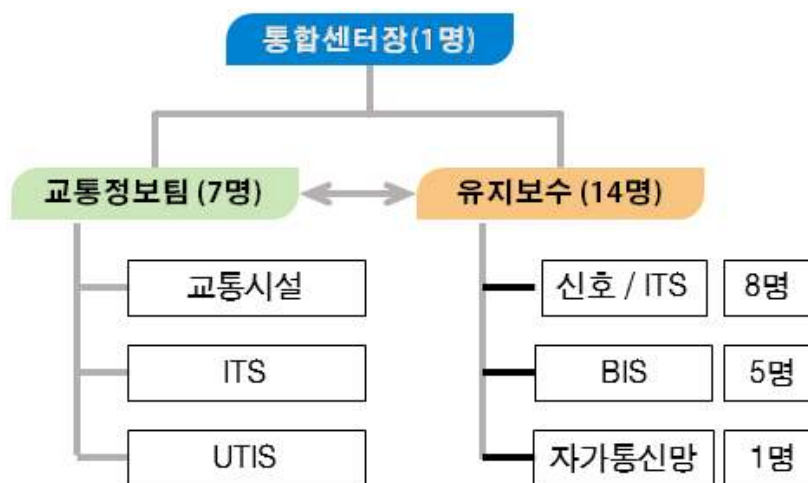 통합센터장(1명)
교통정보팀 (7명)
유지보수 (14명)
교통시설
신호 / ITS
8명
ITS
BIS
5명
UTIS
자가통신망
1명